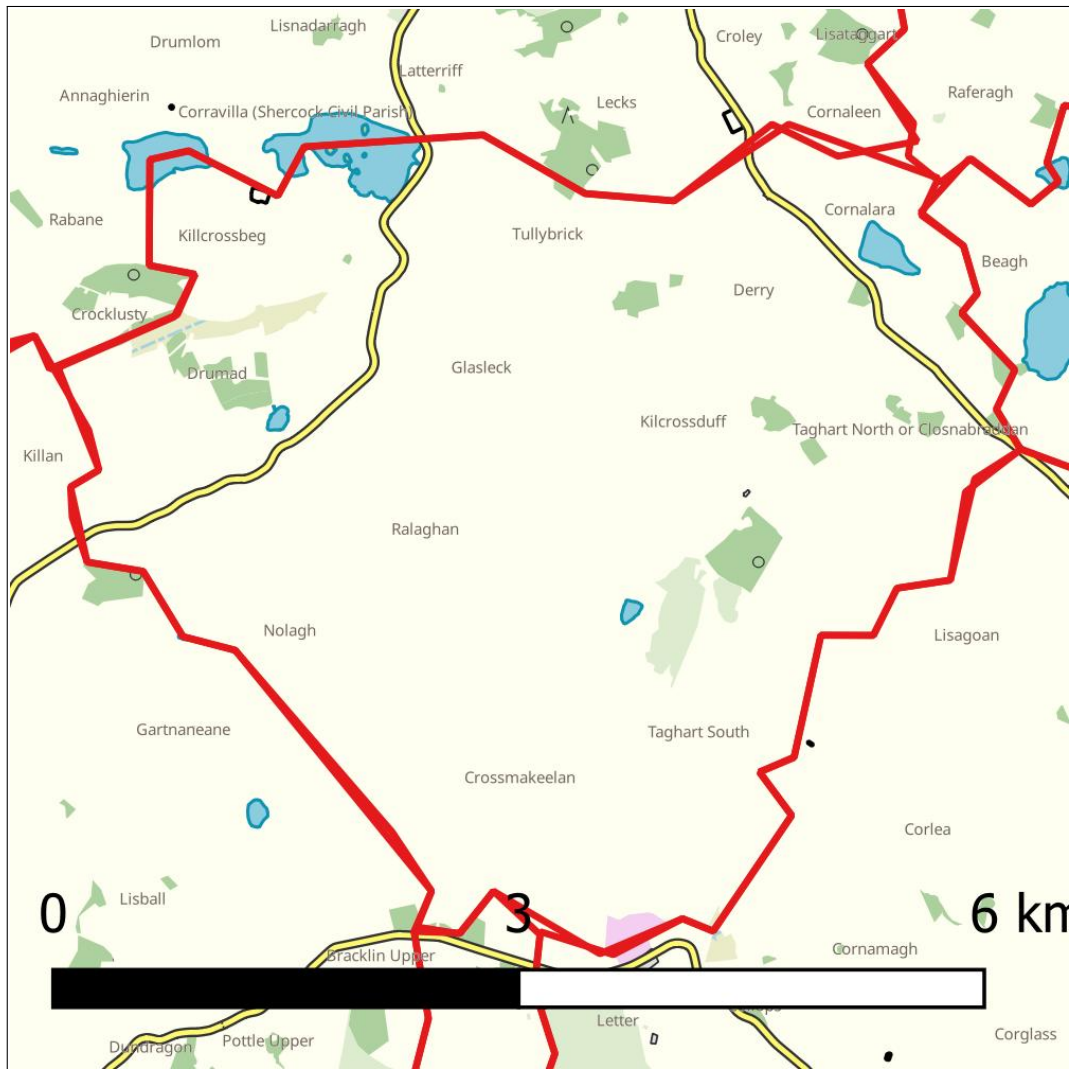 Lisnadarragh
Drumlom
Croley
Lisataggart
Latterriff
Annaghierin
Lecks
Raferagh
Corravilla (Shercock Civil Parish)
Cornaleen
Rabane
Cornalara
Killcrossbeg
Tullybrick
Beagh
Derry
Crocklusty
Glasleck
Drumad
Kilcrossduff
Taghart North or Closnabraddan
Killan
Ralaghan
Nolagh
Lisagoan
Gartnaneane
Taghart South
Crossmakeelan
Corlea
Lisball
0
3
6 km
Cornamagh
Bracklin Upper
Letter
Corglass
Pottle Upper
Dundragon